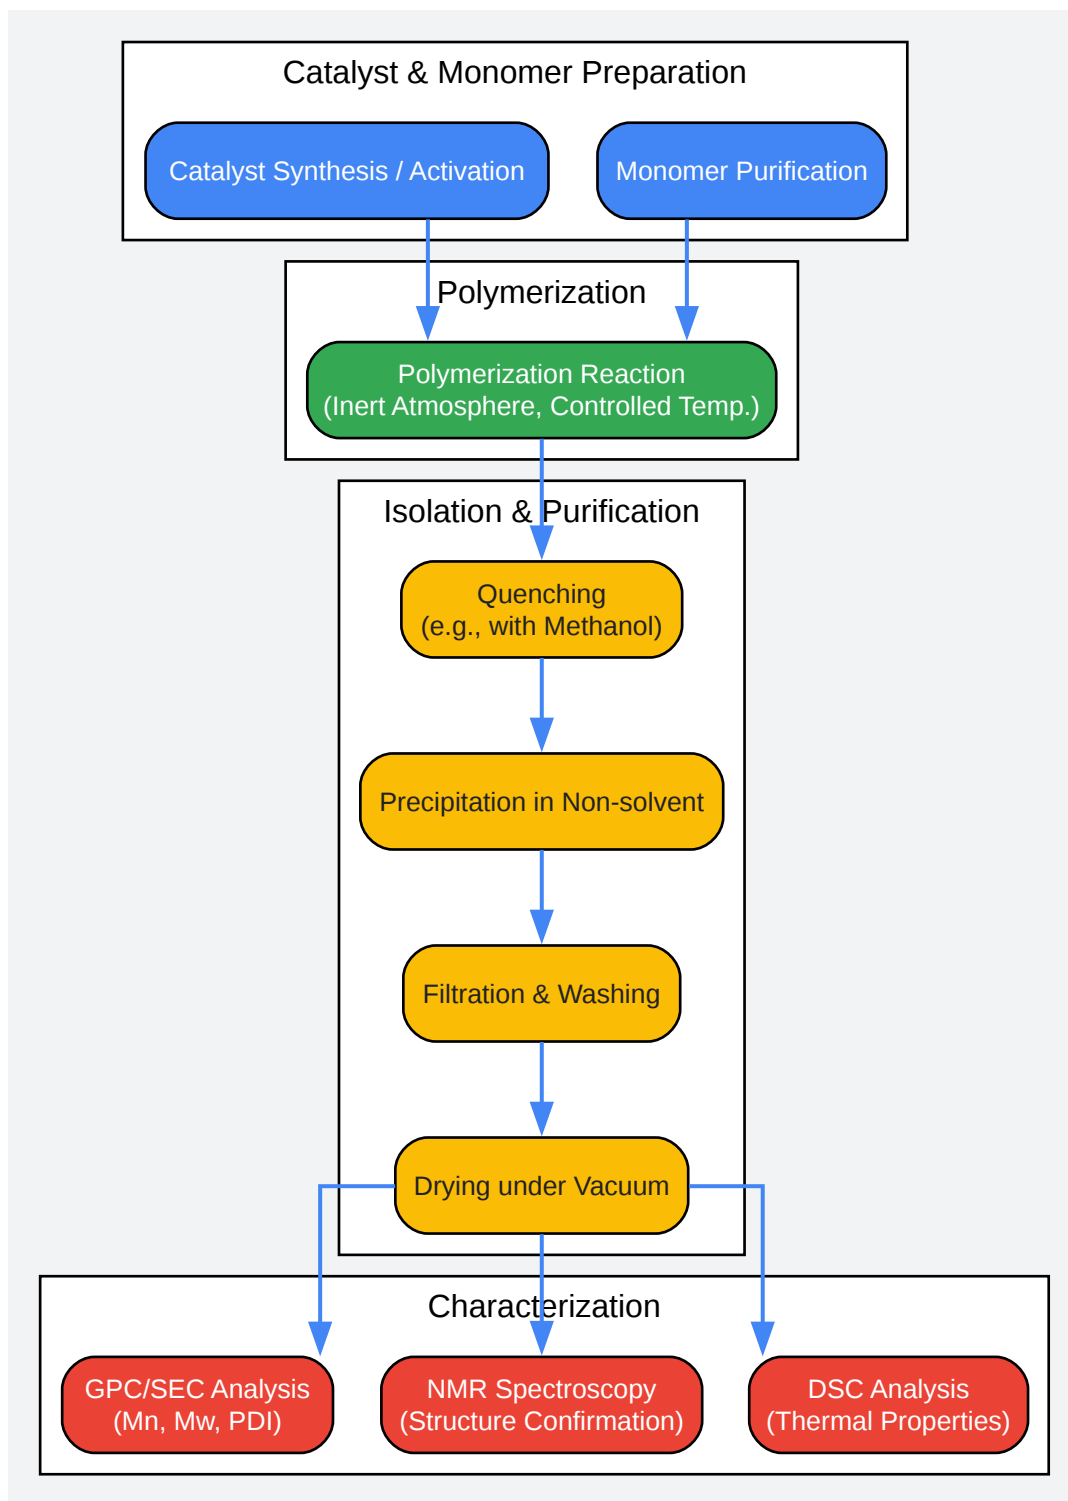 Catalyst & Monomer Preparation
Catalyst Synthesis / Activation
Monomer Purification
Polymerization
Polymerization Reaction
(Inert Atmosphere, Controlled Temp.)
Isolation & Purification
Quenching
(e.g., with Methanol)
Precipitation in Non-solvent
Filtration & Washing
Drying under Vacuum
Characterization
GPC/SEC Analysis
(Mn, Mw, PDI)
NMR Spectroscopy
(Structure Confirmation)
DSC Analysis
(Thermal Properties)